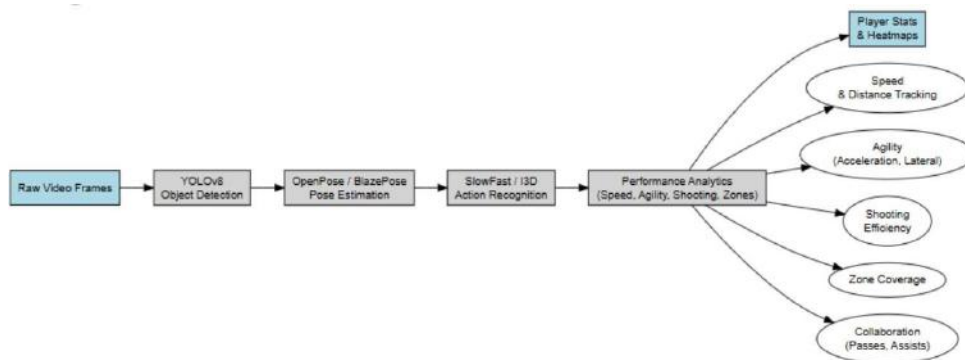 Raw Video Frames
YOLOv8
Object Detection
OpenPose / BlazePose
Pose Estimation
SlowFast / I3D
Action Recognition
Performance Analytics
(Speed, Agility, Shooting, Zones)
Player Stats
& Heatmaps
Speed
& Distance Tracking
Agility
(Acceleration, Lateral)
Shooting
Efficiency
Zone Coverage
Collaboration
(Passes, Assists)